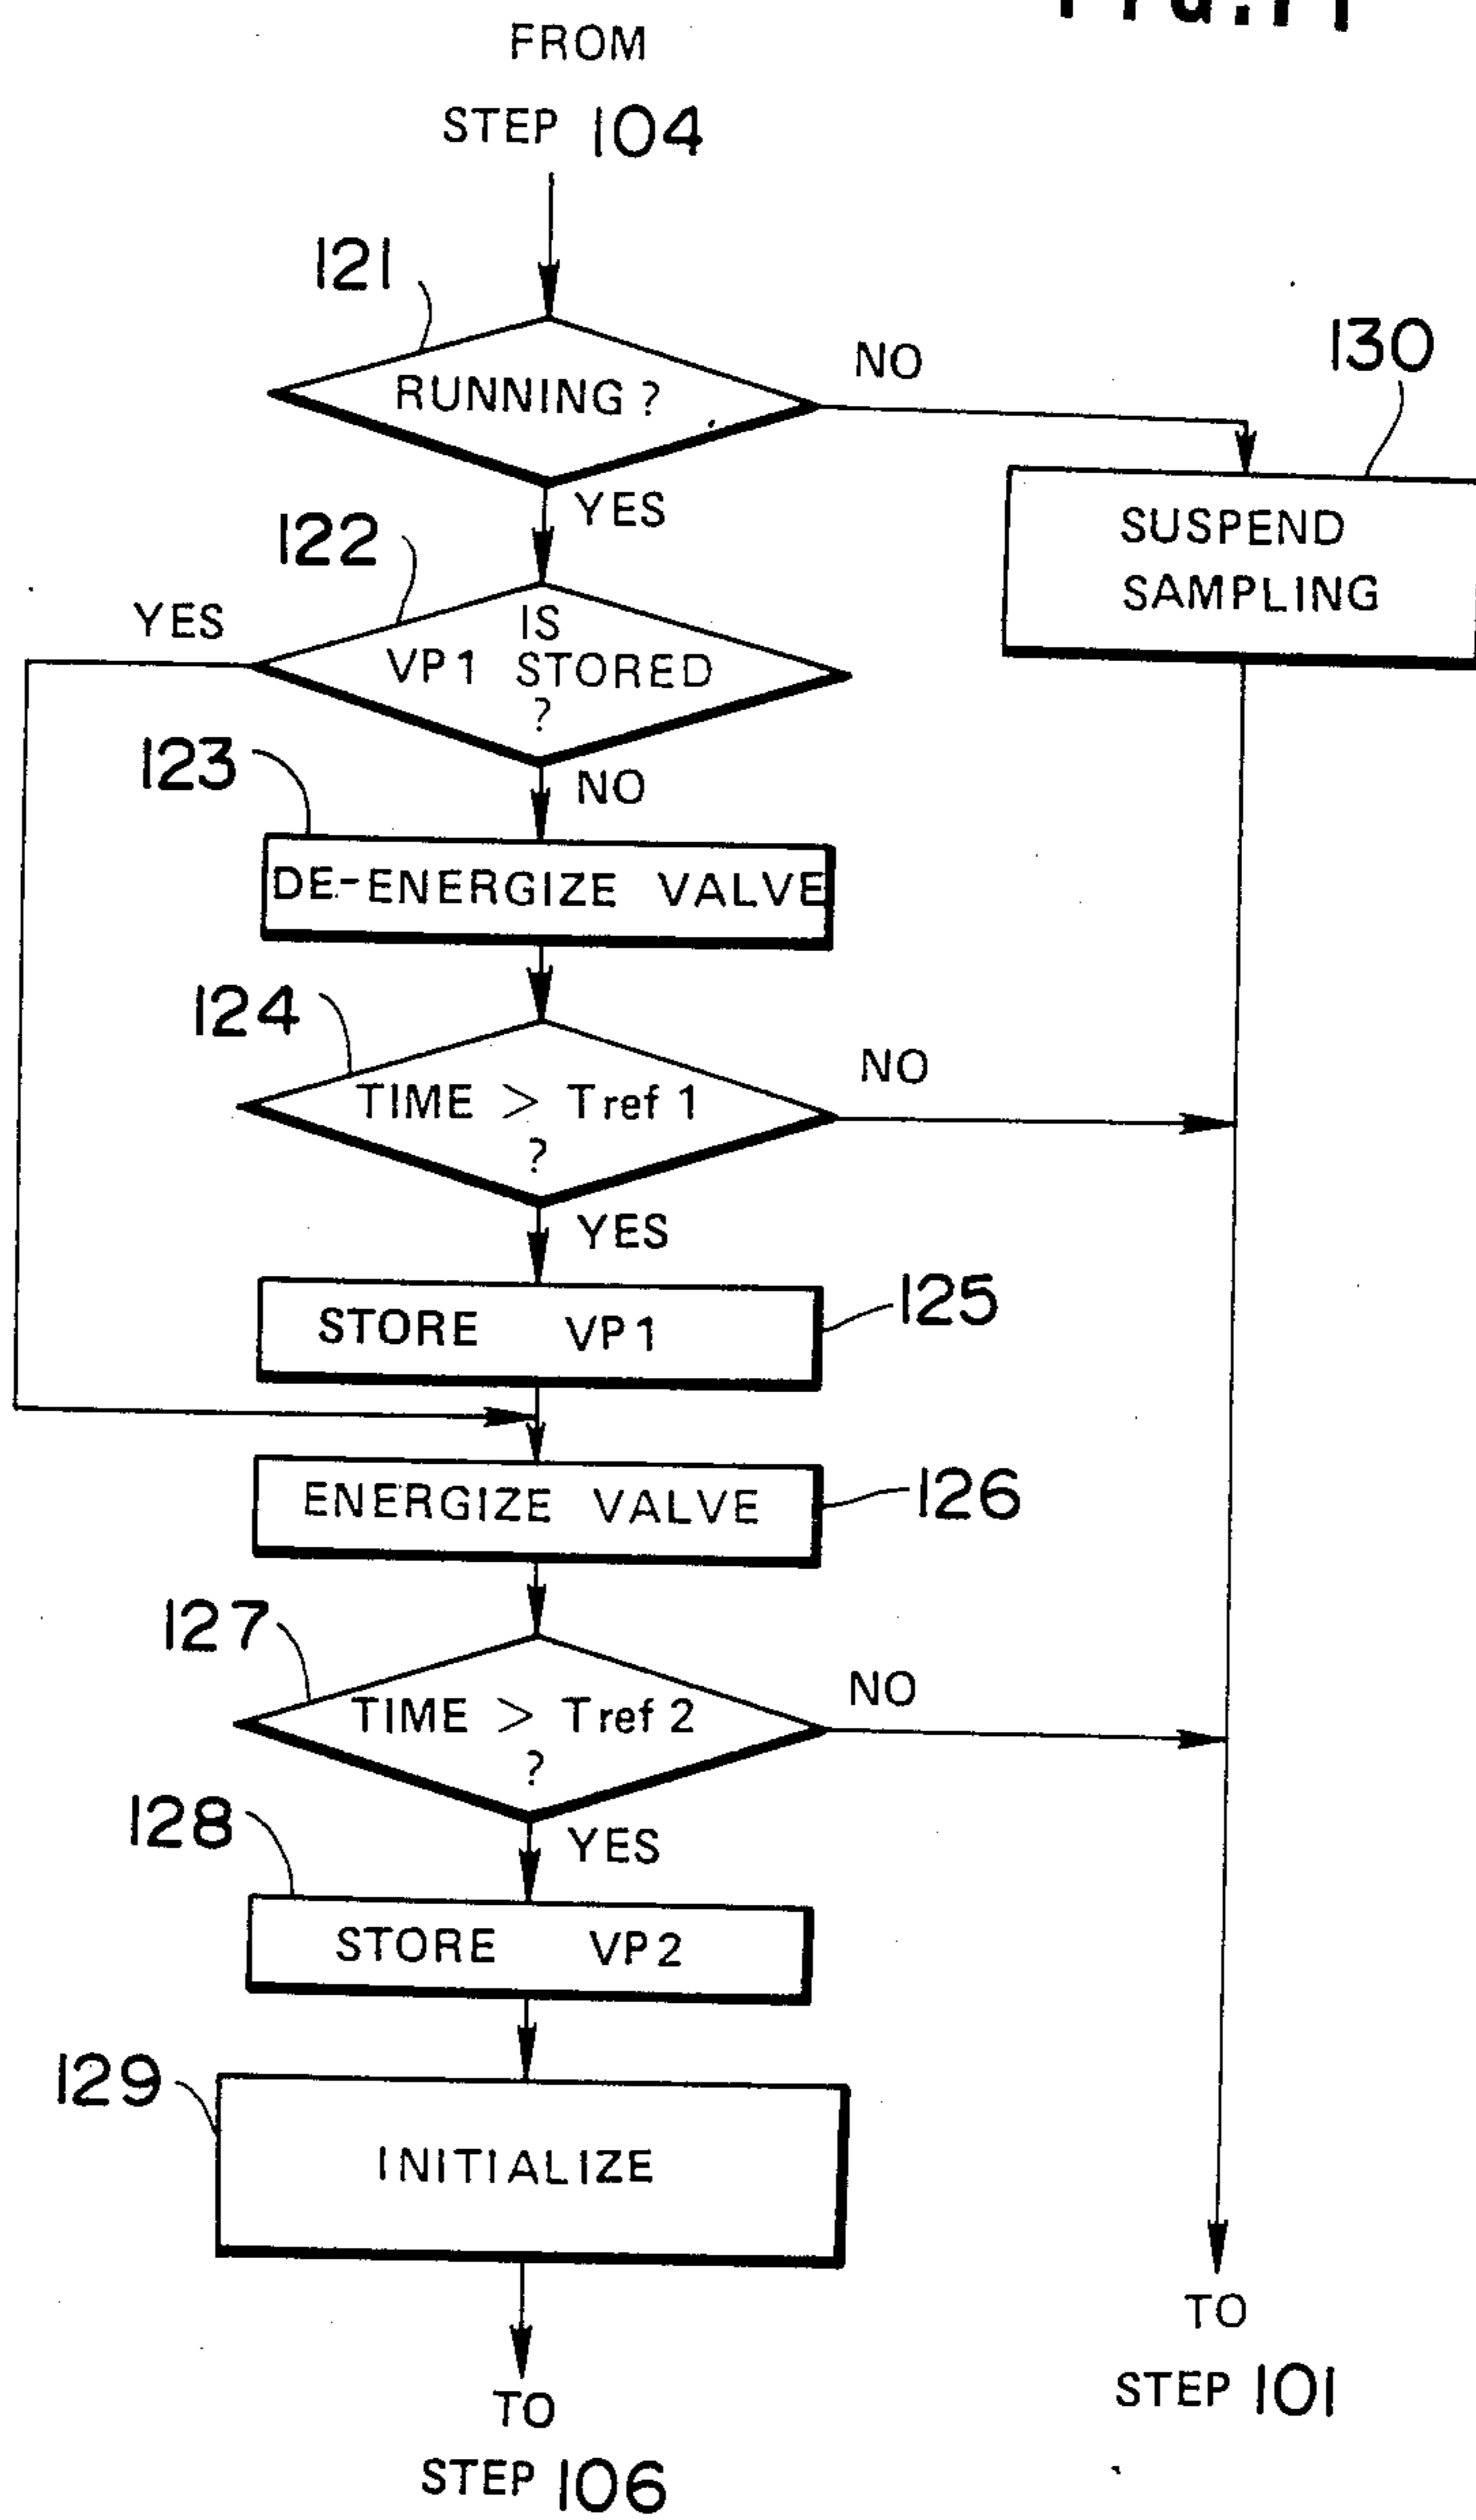 FROM
STEP 104
121
RUNNING ?
NO
130
YES
SUSPEND
SAMPLING
122
YES
IS
VP1 STORED
?
123
NO
DE-ENERGIZE VALVE
124
TIME > Tref 1
?
NO
YES
STORE VP1
125
ENERGIZE VALVE
126
127
TIME > Tref 2
?
NO
128
YES
STORE VP2
129
INITIALIZE
TO
STEP 101
TO
STEP 106